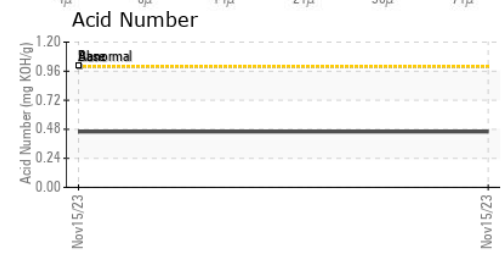 Acid Number
Acid Number (mg KOH/g)
1.20
0.96
0.72
0.48
0.24
0.00
Abnormal
Nov15/23
Nov15/23